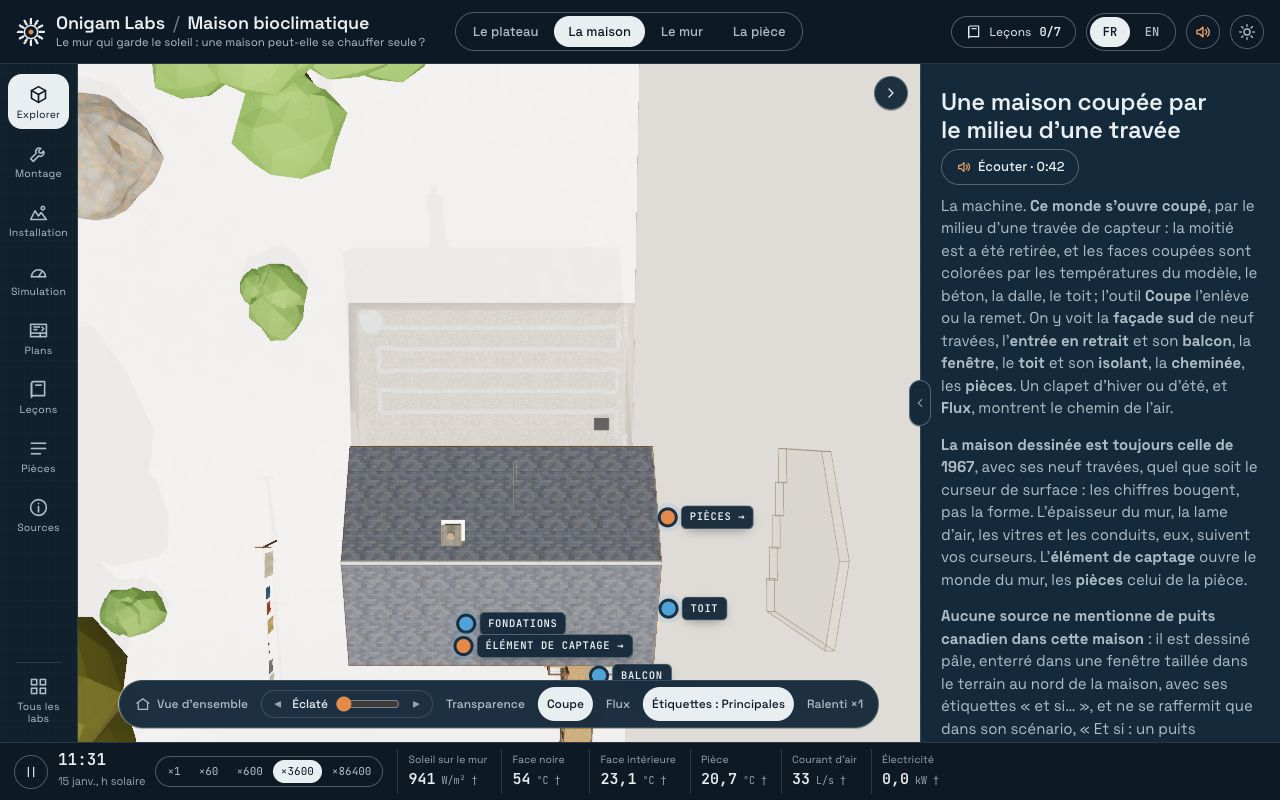 Onigam Labs / Maison bioclimatique
Le mur qui garde le soleil : une maison peut-elle se chauffer seule ?
Le plateau
La maison
Le mur
La pièce
Leçons 0/7
FR
EN
Explorer
Montage
Installation
Simulation
Plans
Leçons
Pièces
Sources
Tous les
labs
PIÈCES →
TOIT
FONDATIONS
ÉLÉMENT DE CAPTAGE →
BALCON
Vue d'ensemble
◀ Éclaté ▶
Transparence
Coupe
Flux
Étiquettes : Principales
Ralenti ×1
Une maison coupée par
le milieu d'une travée
Écouter · 0:42
La machine. Ce monde s'ouvre coupé, par le
milieu d'une travée de capteur : la moitié
est a été retirée, et les faces coupées sont
colorées par les températures du modèle, le
béton, la dalle, le toit ; l'outil Coupe l'enlève
ou la remet. On y voit la façade sud de neuf
travées, l'entrée en retrait et son balcon, la
fenêtre, le toit et son isolant, la cheminée,
les pièces. Un clapet d'hiver ou d'été, et
Flux, montrent le chemin de l'air.
La maison dessinée est toujours celle de
1967, avec ses neuf travées, quel que soit le
curseur de surface : les chiffres bougent,
pas la forme. L'épaisseur du mur, la lame
d'air, les vitres et les conduits, eux, suivent
vos curseurs. L'élément de captage ouvre le
monde du mur, les pièces celui de la pièce.
Aucune source ne mentionne de puits
canadien dans cette maison : il est dessiné
pâle, enterré dans une fenêtre taillée dans
le terrain au nord de la maison, avec ses
étiquettes « et si… », et ne se raffermit que
dans son scénario, « Et si : un puits
11:31
15 janv., h solaire
×1
×60
×600
×3600
×86400
Soleil sur le mur
941 W/m² †
Face noire
54 °C †
Face intérieure
23,1 °C †
Pièce
20,7 °C †
Courant d'air
33 L/s †
Électricité
0,0 kW †